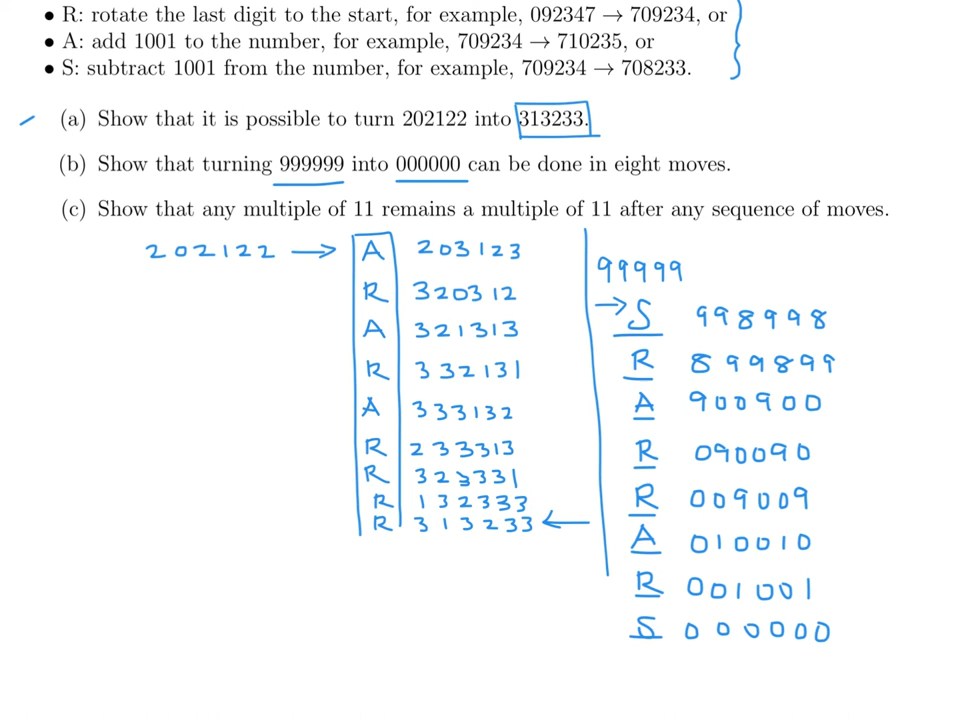 • R: rotate the last digit to the start, for example, 092347 → 709234, or
• A: add 1001 to the number, for example, 709234 → 710235, or
• S: subtract 1001 from the number, for example, 709234 → 708233.
(a) Show that it is possible to turn 202122 into 313233.
(b) Show that turning 999999 into 000000 can be done in eight moves.
(c) Show that any multiple of 11 remains a multiple of 11 after any sequence of moves.
202122 → A 203123
R 320312
A 321313
R 332131
A 333132
R 233313
R 323331
R 132333
R 313233 ←
99999
→ S 998998
R 899899
A 900900
R 090090
R 009009
A 010010
R 001001
S 000000